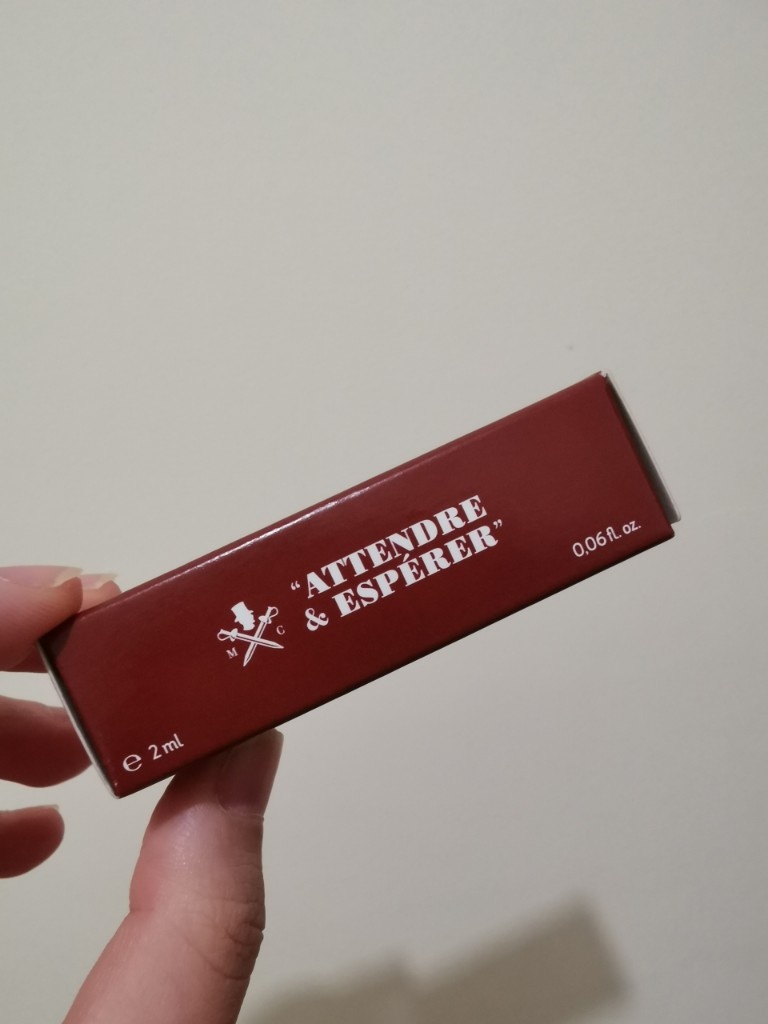 “ATTENDRE
& ESPÉRER”
M C
℮ 2 ml
0,06 fl. oz.